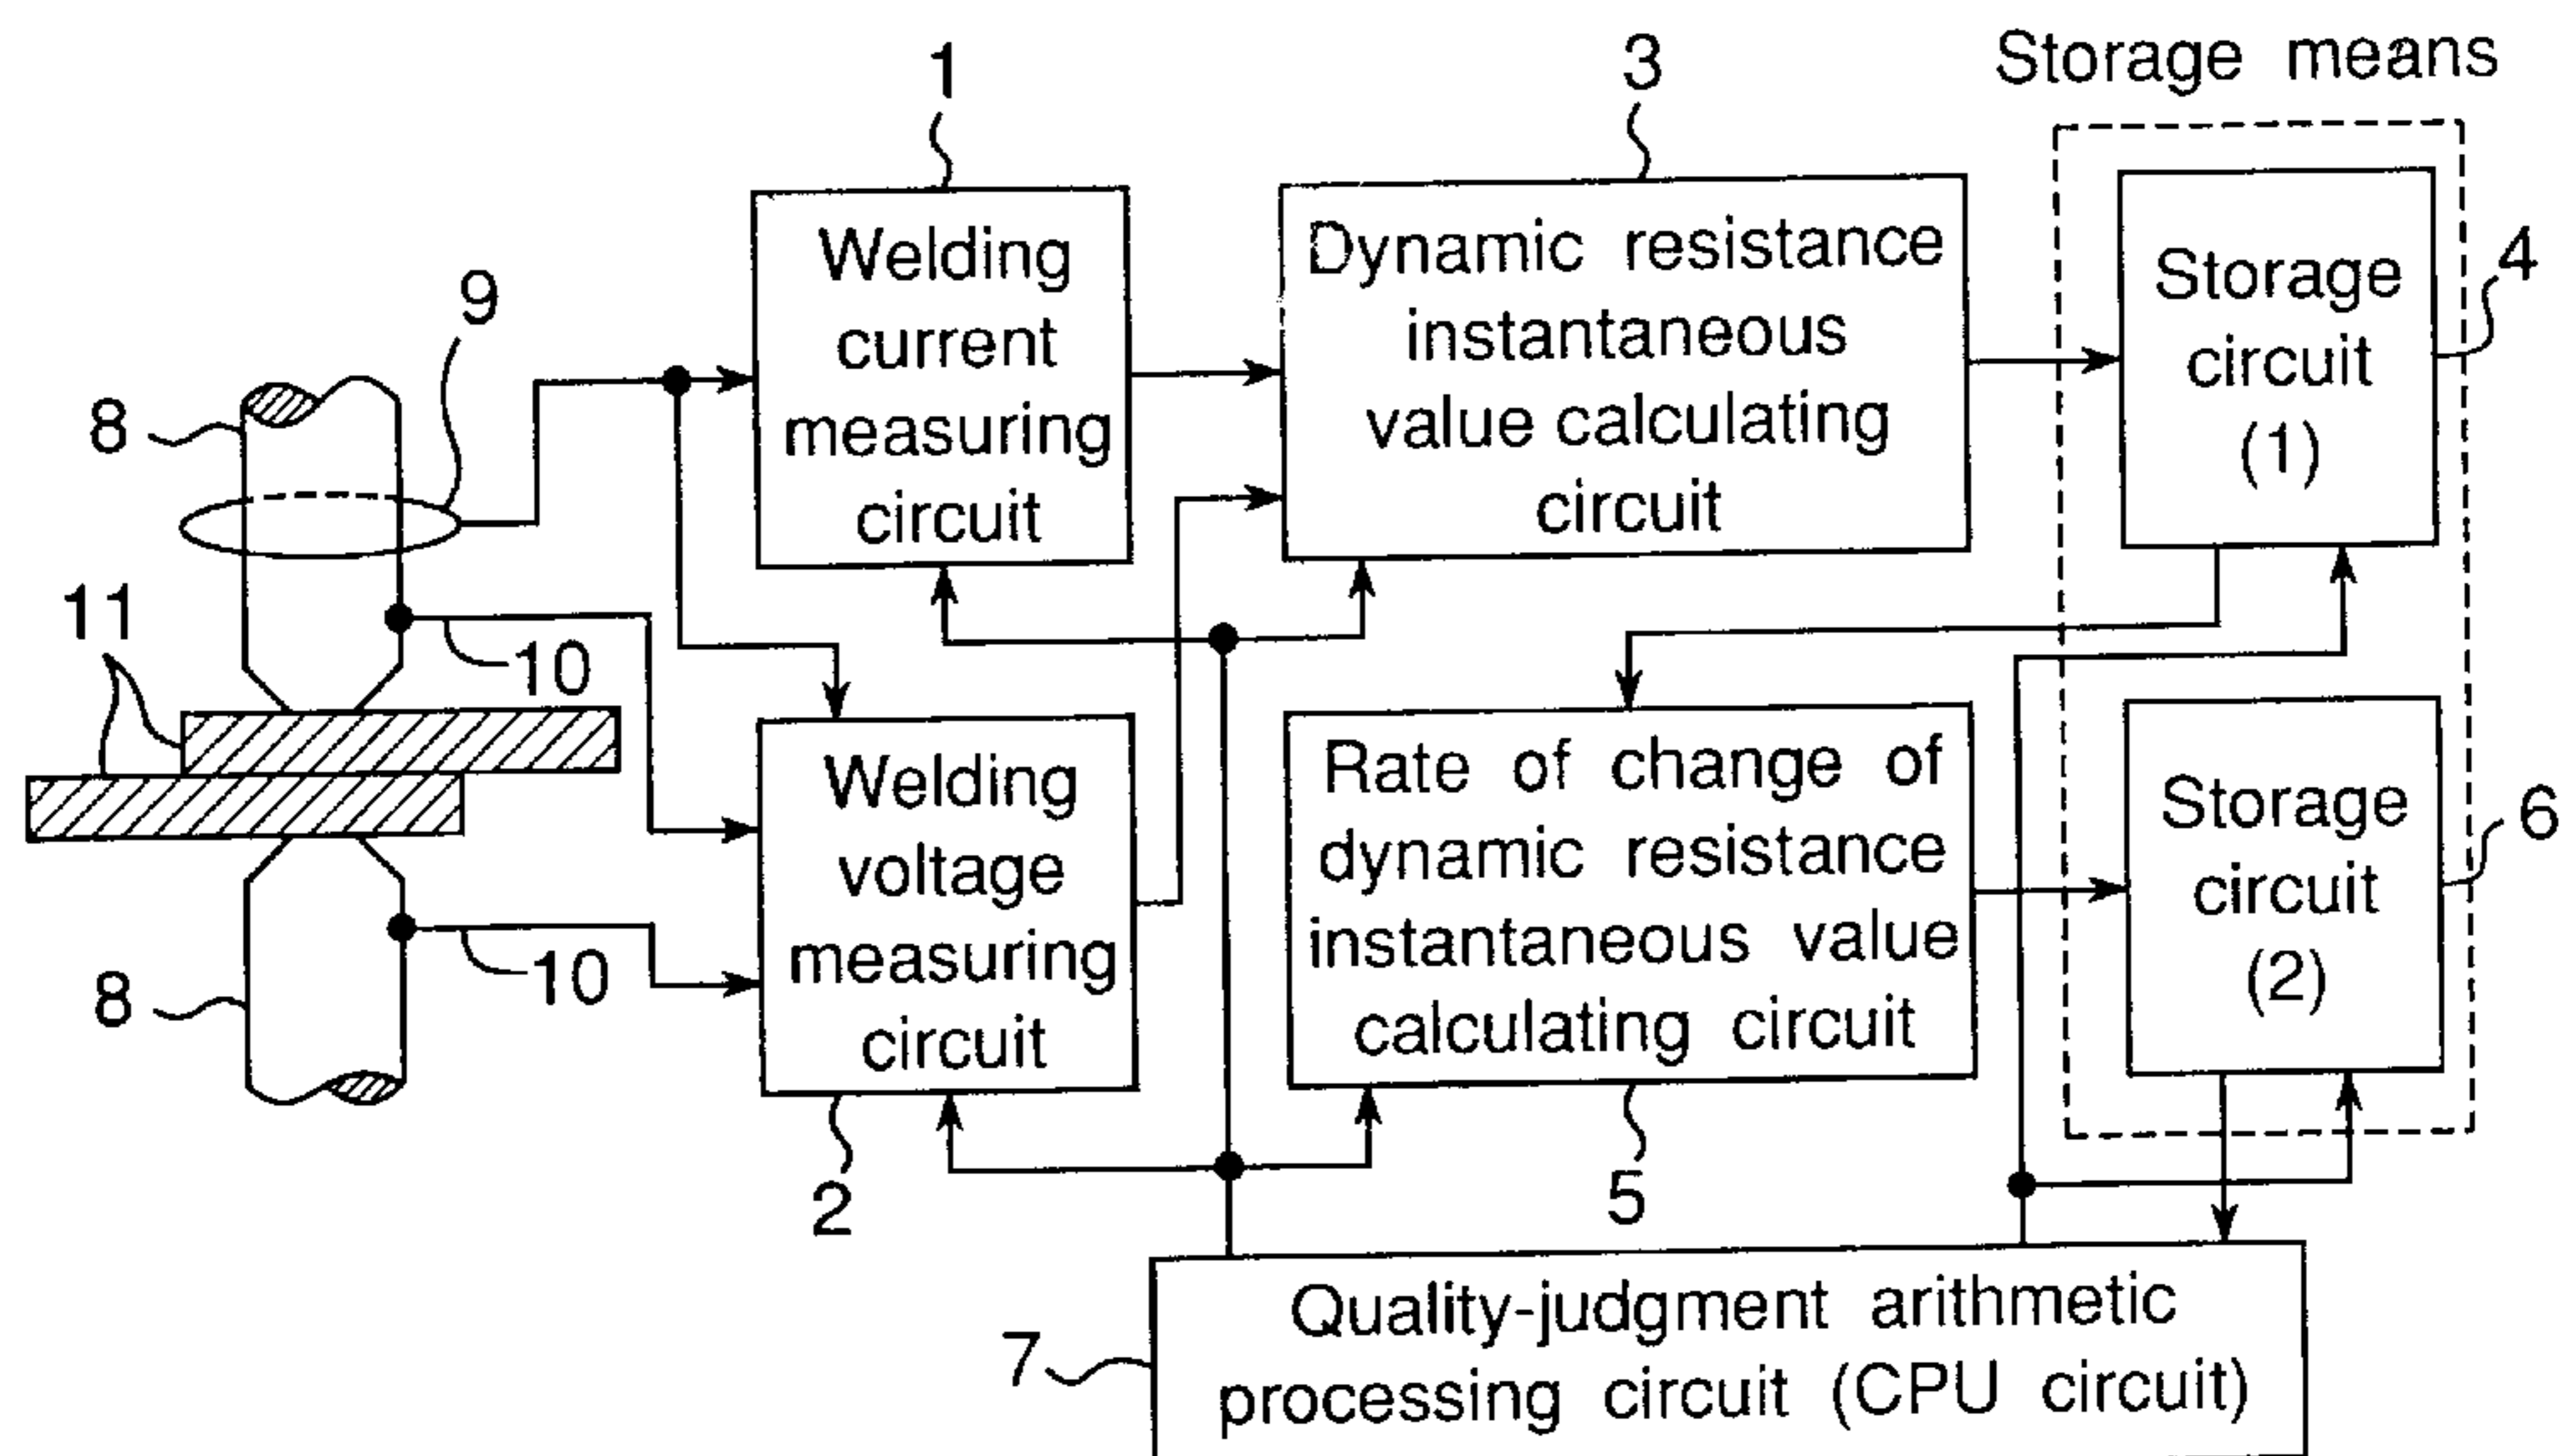 Storage means
1
3
Welding
current
measuring
circuit
Dynamic resistance
instantaneous
value calculating
circuit
Storage
circuit
(1)
4
9
8
11
10
Welding
voltage
measuring
circuit
Rate of change of
dynamic resistance
instantaneous value
calculating circuit
Storage
circuit
(2)
6
8
10
2
5
7
Quality-judgment arithmetic
processing circuit (CPU circuit)